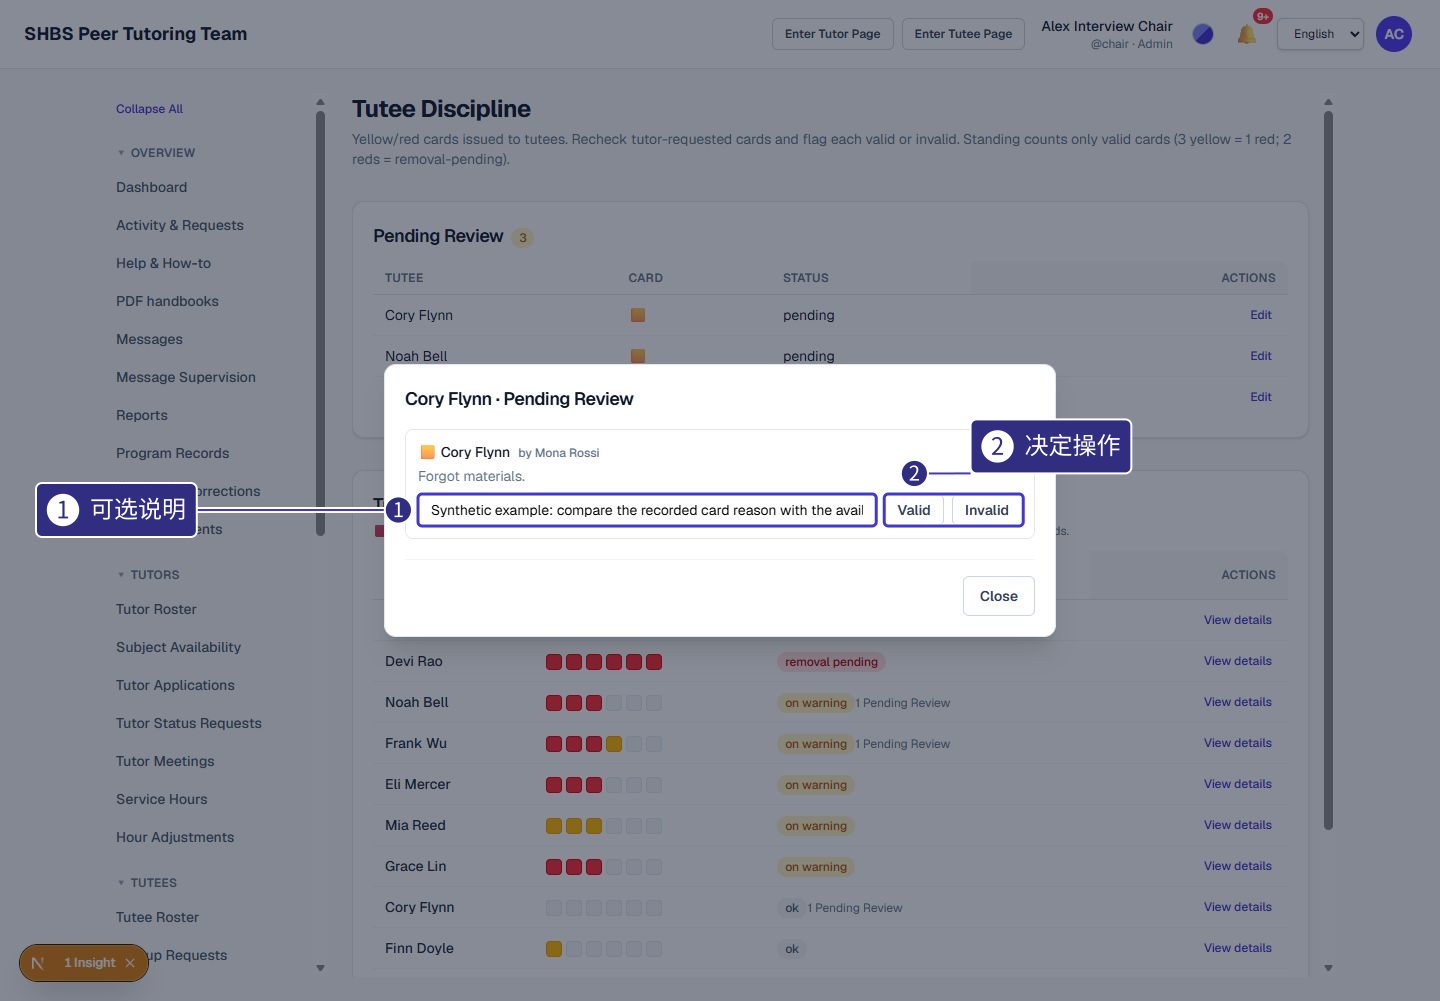 SHBS Peer Tutoring Team
Enter Tutor Page
Enter Tutee Page
Alex Interview Chair
@chair · Admin
9+
English
AC
Collapse All
OVERVIEW
Dashboard
Activity & Requests
Help & How-to
PDF handbooks
Messages
Message Supervision
Reports
Program Records
orrections
ents
TUTORS
Tutor Roster
Subject Availability
Tutor Applications
Tutor Status Requests
Tutor Meetings
Service Hours
Hour Adjustments
TUTEES
Tutee Roster
up Requests
1 Insight
Tutee Discipline
Yellow/red cards issued to tutees. Recheck tutor-requested cards and flag each valid or invalid. Standing counts only valid cards (3 yellow = 1 red; 2
reds = removal-pending).
Pending Review 3
TUTEE CARD STATUS ACTIONS
Cory Flynn pending Edit
Noah Bell pending Edit
Edit
Cory Flynn · Pending Review
Cory Flynn by Mona Rossi
Forgot materials.
Synthetic example: compare the recorded card reason with the avail
Valid
Invalid
Close
1 可选说明
1
2 决定操作
2
T
ds.
ACTIONS
View details
Devi Rao removal pending View details
Noah Bell on warning 1 Pending Review View details
Frank Wu on warning 1 Pending Review View details
Eli Mercer on warning View details
Mia Reed on warning View details
Grace Lin on warning View details
Cory Flynn ok 1 Pending Review View details
Finn Doyle ok View details